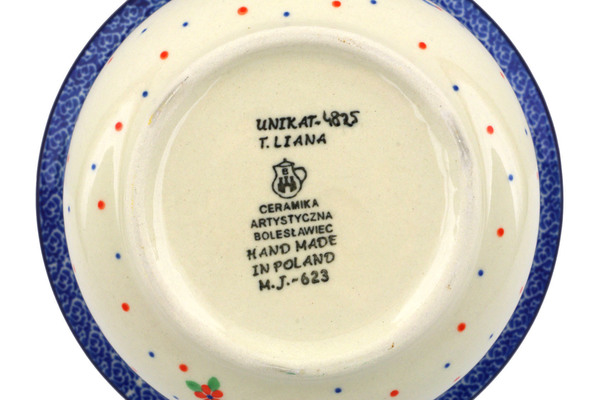 UNIKAT-4825
T. LIANA
B
CERAMIKA
ARTYSTYCZNA
BOLESŁAWIEC
HAND MADE
IN POLAND
M.J.-623